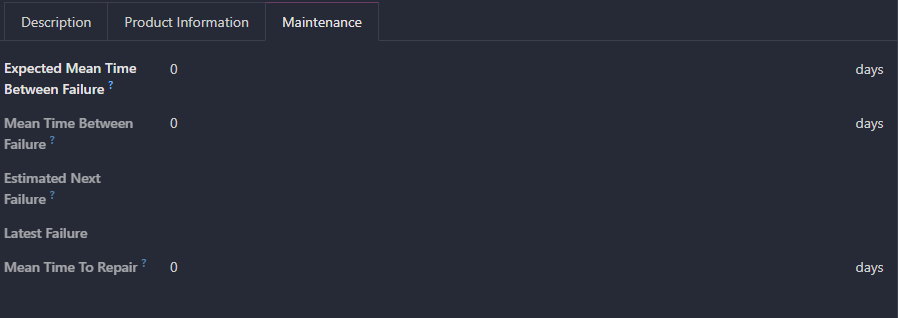 Description Product Information Maintenance
Expected Mean Time 0 days
Between Failure ?
Mean Time Between 0 days
Failure ?
Estimated Next
Failure ?
Latest Failure
Mean Time To Repair ? 0 days